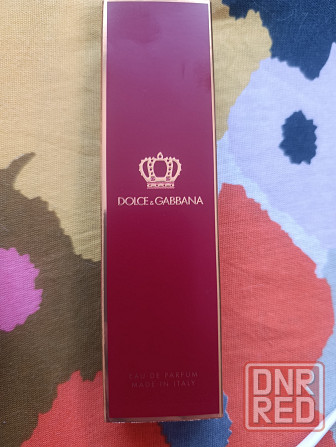 DOLCE & GABBANA
EAU DE PARFUM
MADE IN ITALY
DNR
RED